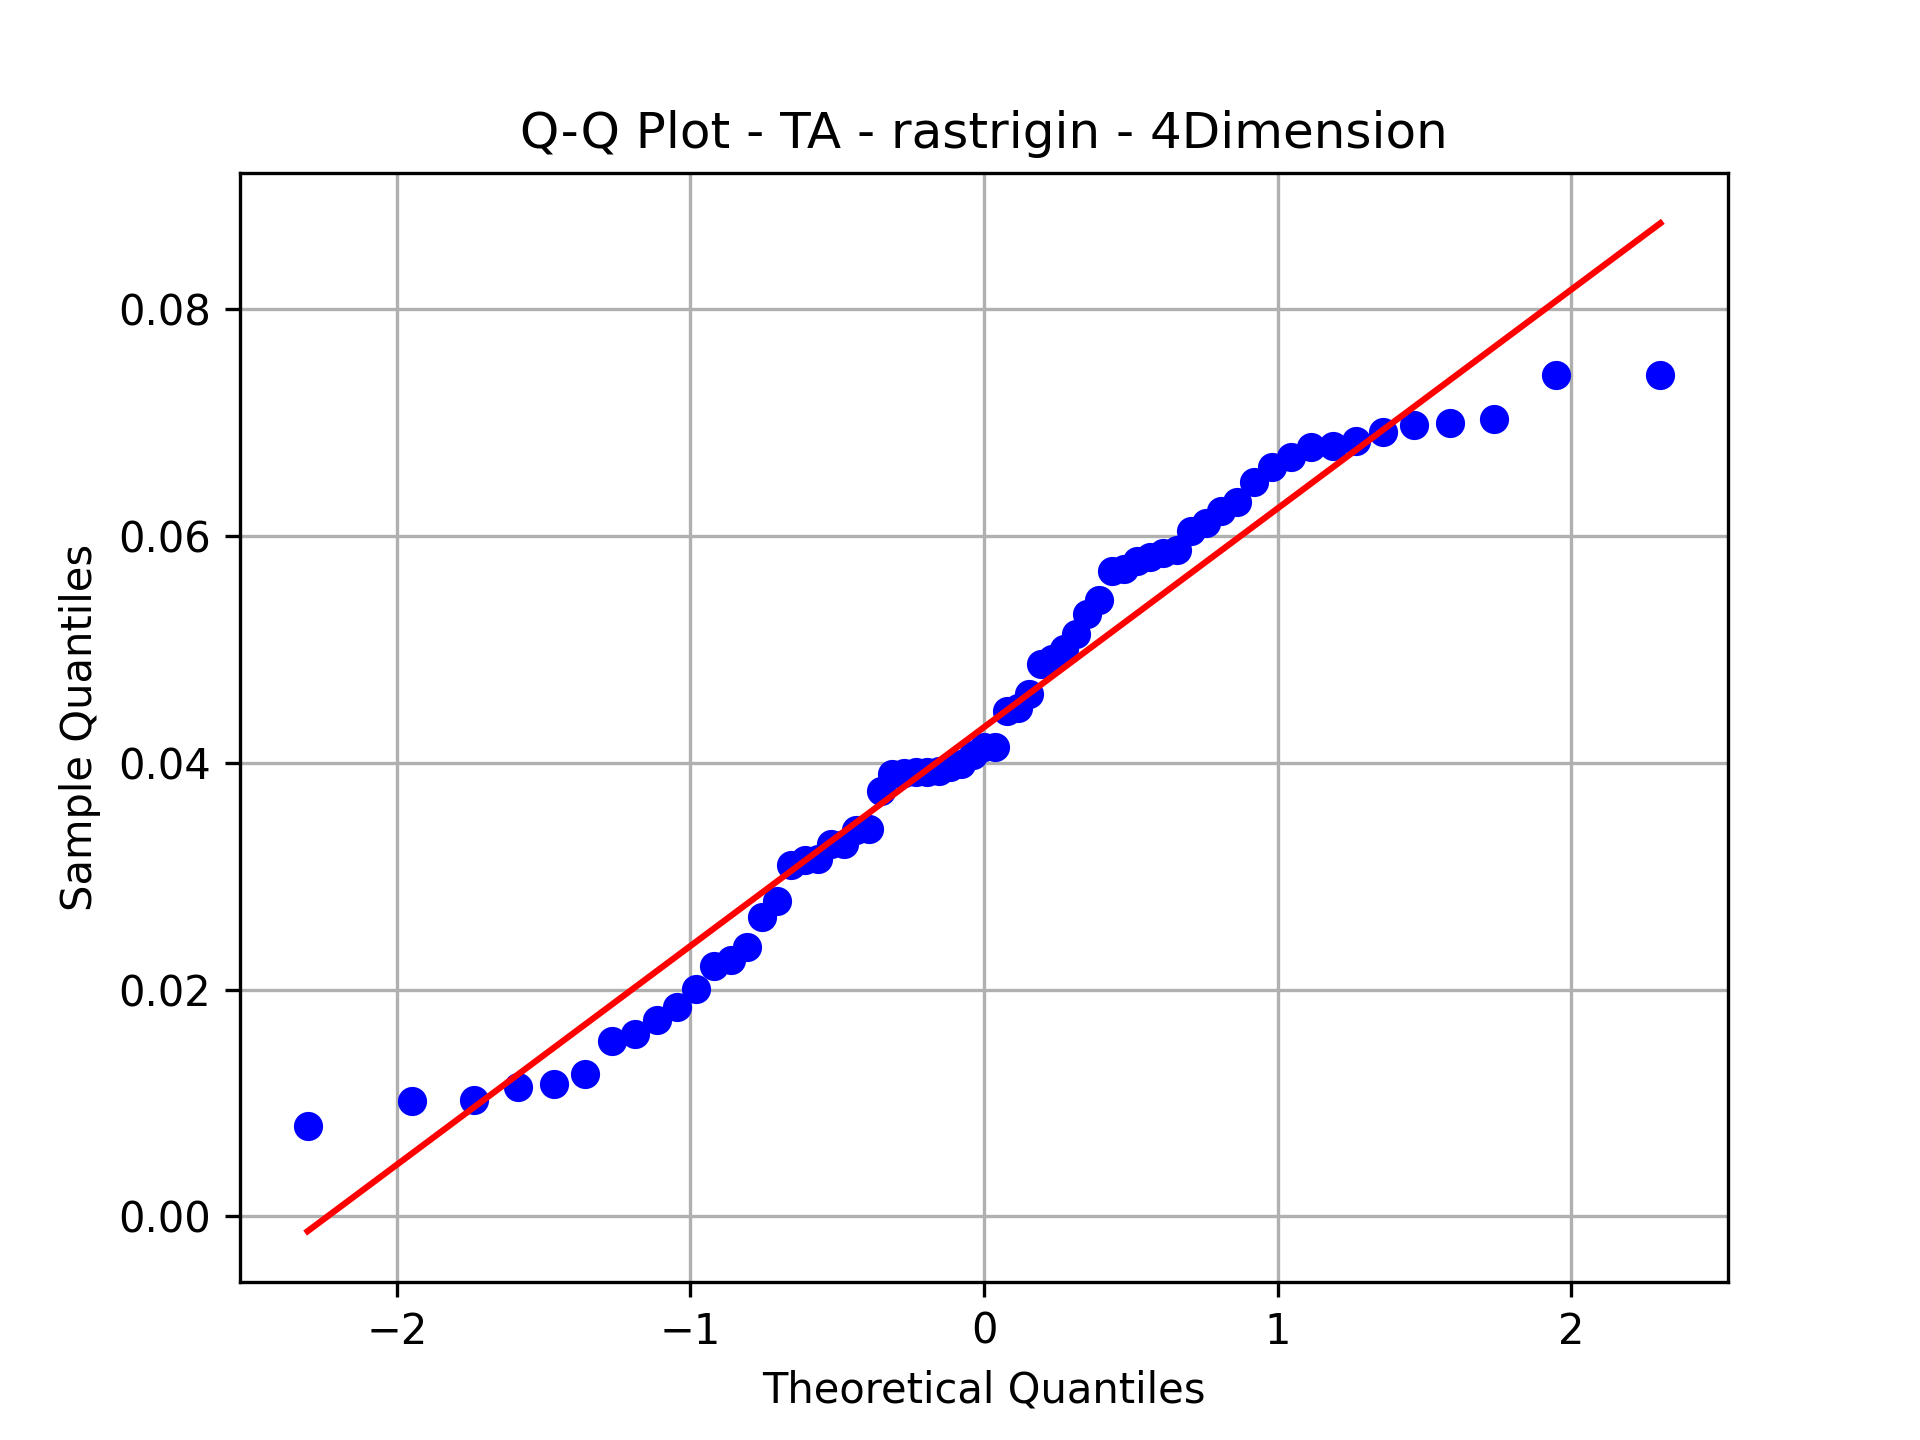 Q-Q Plot - TA - rastrigin - 4Dimension
0.08
0.06
0.04
0.02
0.00
Sample Quantiles
−2 −1 0 1 2
Theoretical Quantiles